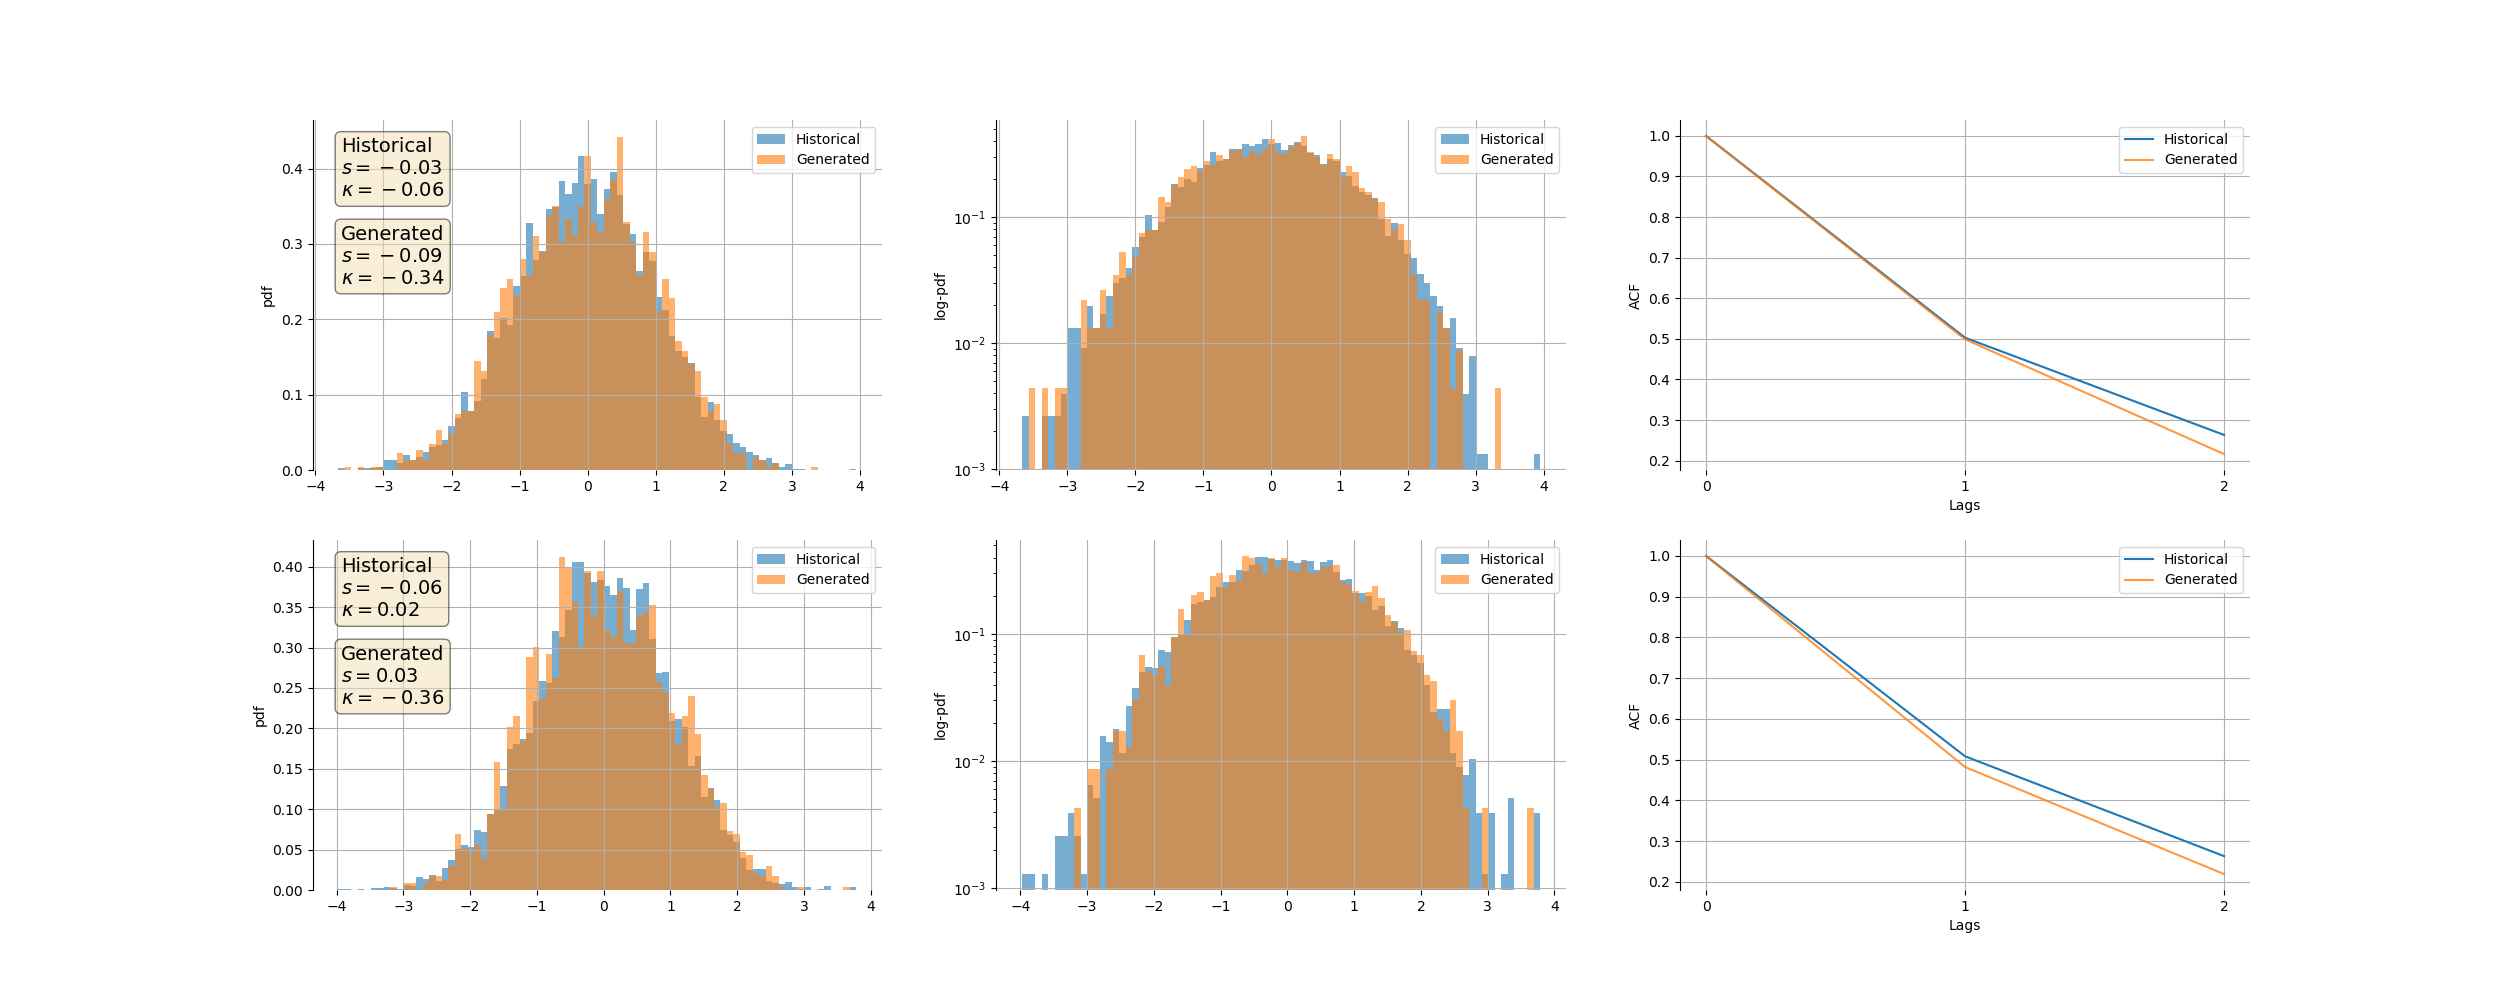 Historical
s = −0.03
κ = −0.06
Generated
s = −0.09
κ = −0.34
Historical
Generated
pdf
0.4
0.3
0.2
0.1
0.0
−4 −3 −2 −1 0 1 2 3 4
Historical
Generated
log-pdf
10⁻¹
10⁻²
10⁻³
−4 −3 −2 −1 0 1 2 3 4
Historical
Generated
ACF
1.0
0.9
0.8
0.7
0.6
0.5
0.4
0.3
0.2
0 1 2
Lags
Historical
s = −0.06
κ = 0.02
Generated
s = 0.03
κ = −0.36
Historical
Generated
pdf
0.40
0.35
0.30
0.25
0.20
0.15
0.10
0.05
0.00
−4 −3 −2 −1 0 1 2 3 4
Historical
Generated
log-pdf
10⁻¹
10⁻²
10⁻³
−4 −3 −2 −1 0 1 2 3 4
Historical
Generated
ACF
1.0
0.9
0.8
0.7
0.6
0.5
0.4
0.3
0.2
0 1 2
Lags